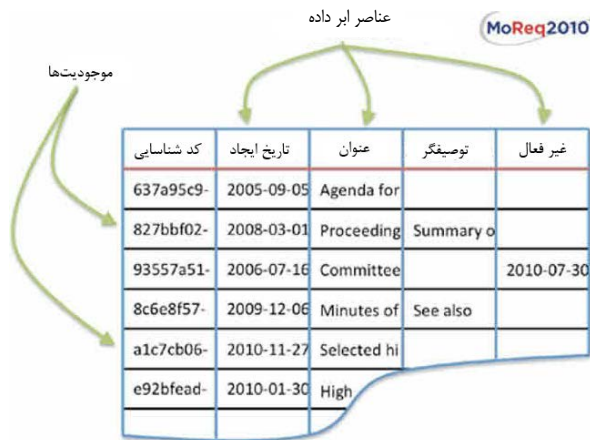 عناصر ابر داده
MoReq2010
موجودیت‌ها
کد شناسایی تاریخ ایجاد عنوان توصیفگر غیر فعال
637a95c9- 2005-09-05 Agenda for
827bbf02- 2008-03-01 Proceeding Summary o
93557a51- 2006-07-16 Committee 2010-07-30
8c6e8f57- 2009-12-06 Minutes of See also
a1c7cb06- 2010-11-27 Selected hi
e92bfead- 2010-01-30 High